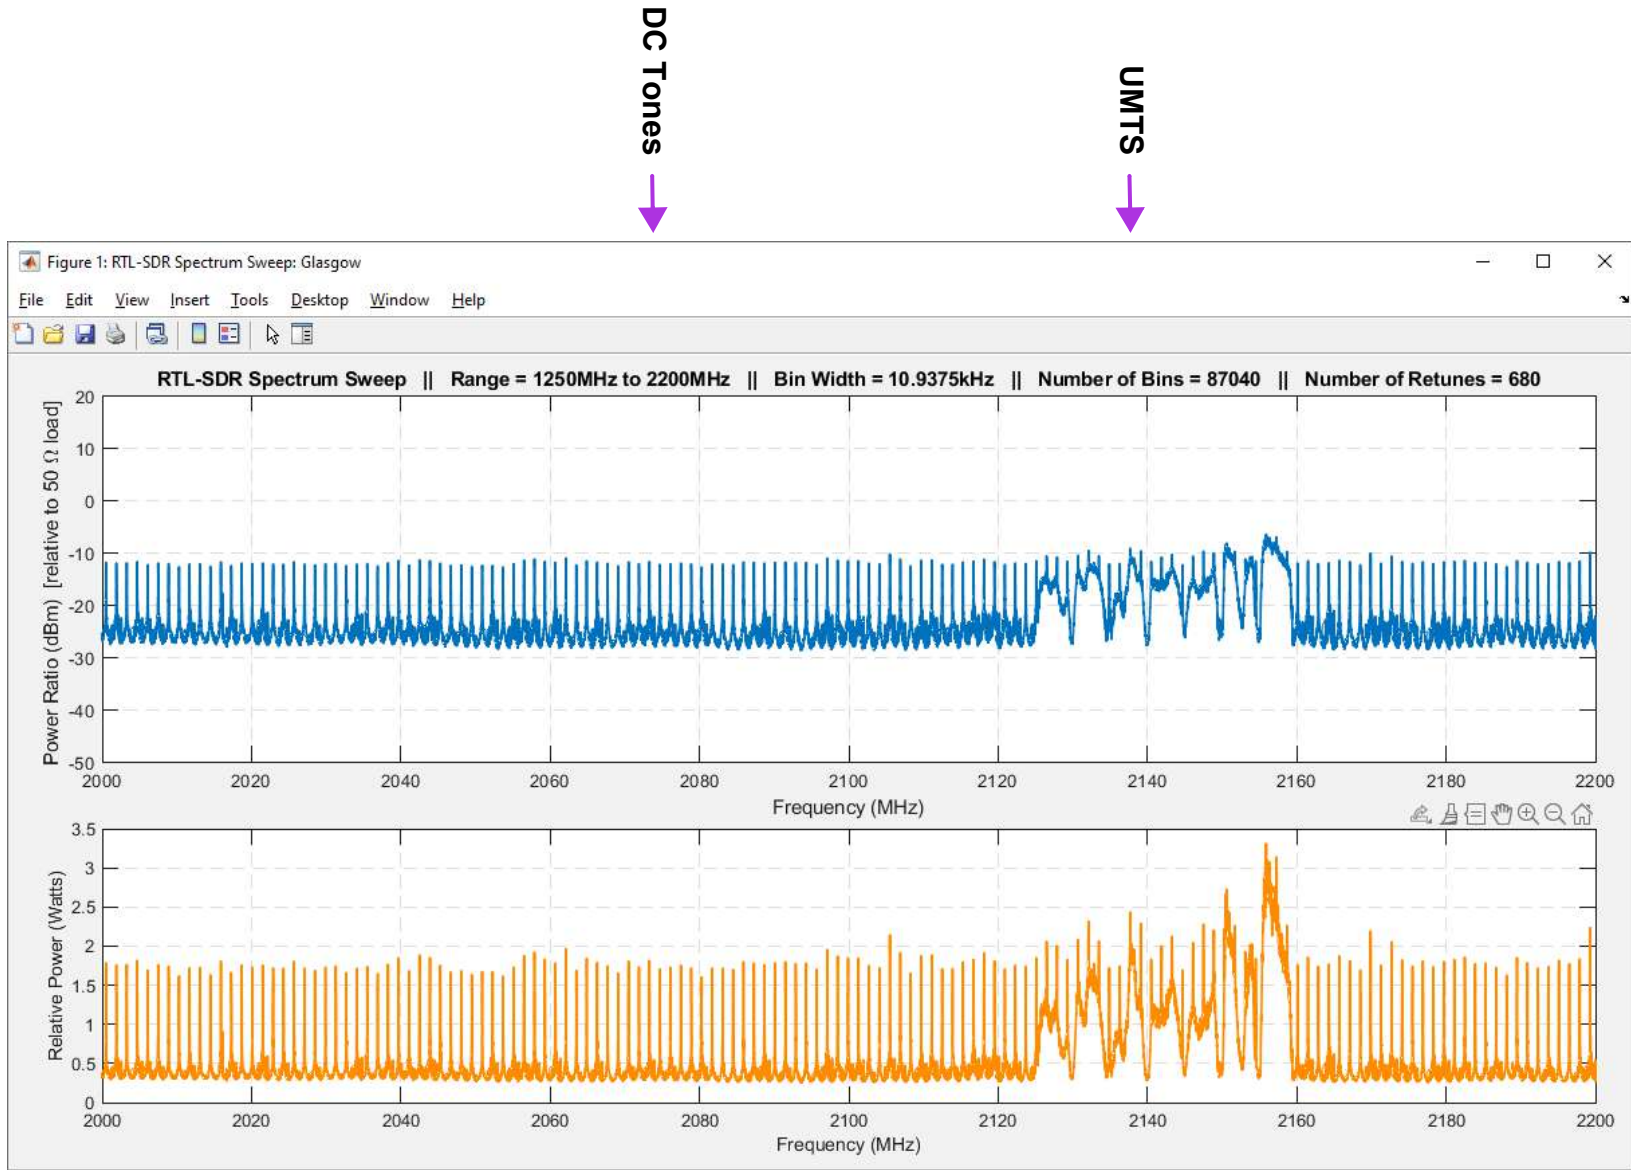 DC Tones
UMTS
Figure 1: RTL-SDR Spectrum Sweep: Glasgow
File Edit View Insert Tools Desktop Window Help
RTL-SDR Spectrum Sweep || Range = 1250MHz to 2200MHz || Bin Width = 10.9375kHz || Number of Bins = 87040 || Number of Retunes = 680
Power Ratio (dBm) [relative to 50 Ω load]
20
10
0
-10
-20
-30
-40
-50
2000 2020 2040 2060 2080 2100 2120 2140 2160 2180 2200
Frequency (MHz)
Relative Power (Watts)
3.5
3
2.5
2
1.5
1
0.5
0
2000 2020 2040 2060 2080 2100 2120 2140 2160 2180 2200
Frequency (MHz)